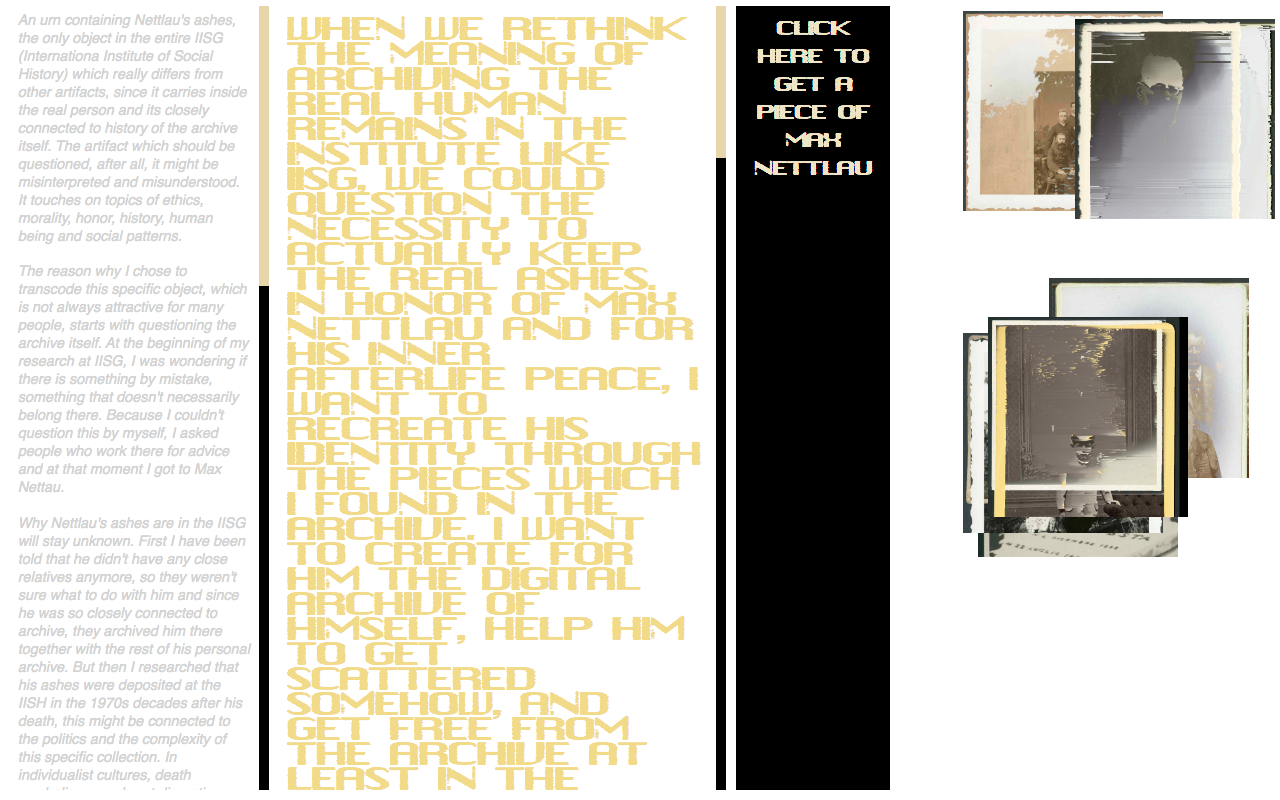 An urn containing Nettlau's ashes,
the only object in the entire IISG
(Internationa Institute of Social
History) which really differs from
other artifacts, since it carries inside
the real person and its closely
connected to history of the archive
itself. The artifact which should be
questioned, after all, it might be
misinterpreted and misunderstood.
It touches on topics of ethics,
morality, honor, history, human
being and social patterns.
The reason why I chose to
transcode this specific object, which
is not always attractive for many
people, starts with questioning the
archive itself. At the beginning of my
research at IISG, I was wondering if
there is something by mistake,
something that doesn't necessarily
belong there. Because I couldn't
question this by myself, I asked
people who work there for advice
and at that moment I got to Max
Nettau.
Why Nettlau's ashes are in the IISG
will stay unknown. First I have been
told that he didn't have any close
relatives anymore, so they weren't
sure what to do with him and since
he was so closely connected to
archive, they archived him there
together with the rest of his personal
archive. But then I researched that
his ashes were deposited at the
IISH in the 1970s decades after his
death, this might be connected to
the politics and the complexity of
this specific collection. In
individualist cultures, death
WHEN WE RETHINK
THE MEANING OF
ARCHIVING THE
REAL HUMAN
REMAINS IN THE
INSTITUTE LIKE
IISG, WE COULD
QUESTION THE
NECESSITY TO
ACTUALLY KEEP
THE REAL ASHES.
IN HONOR OF MAX
NETTLAU AND FOR
HIS INNER
AFTERLIFE PEACE, I
WANT TO
RECREATE HIS
IDENTITY THROUGH
THE PIECES WHICH
I FOUND IN THE
ARCHIVE. I WANT
TO CREATE FOR
HIM THE DIGITAL
ARCHIVE OF
HIMSELF, HELP HIM
TO GET
SCATTERED
SOMEHOW, AND
GET FREE FROM
THE ARCHIVE AT
LEAST IN THE
CLICK
HERE TO
GET A
PIECE OF
MAX
NETTLAU